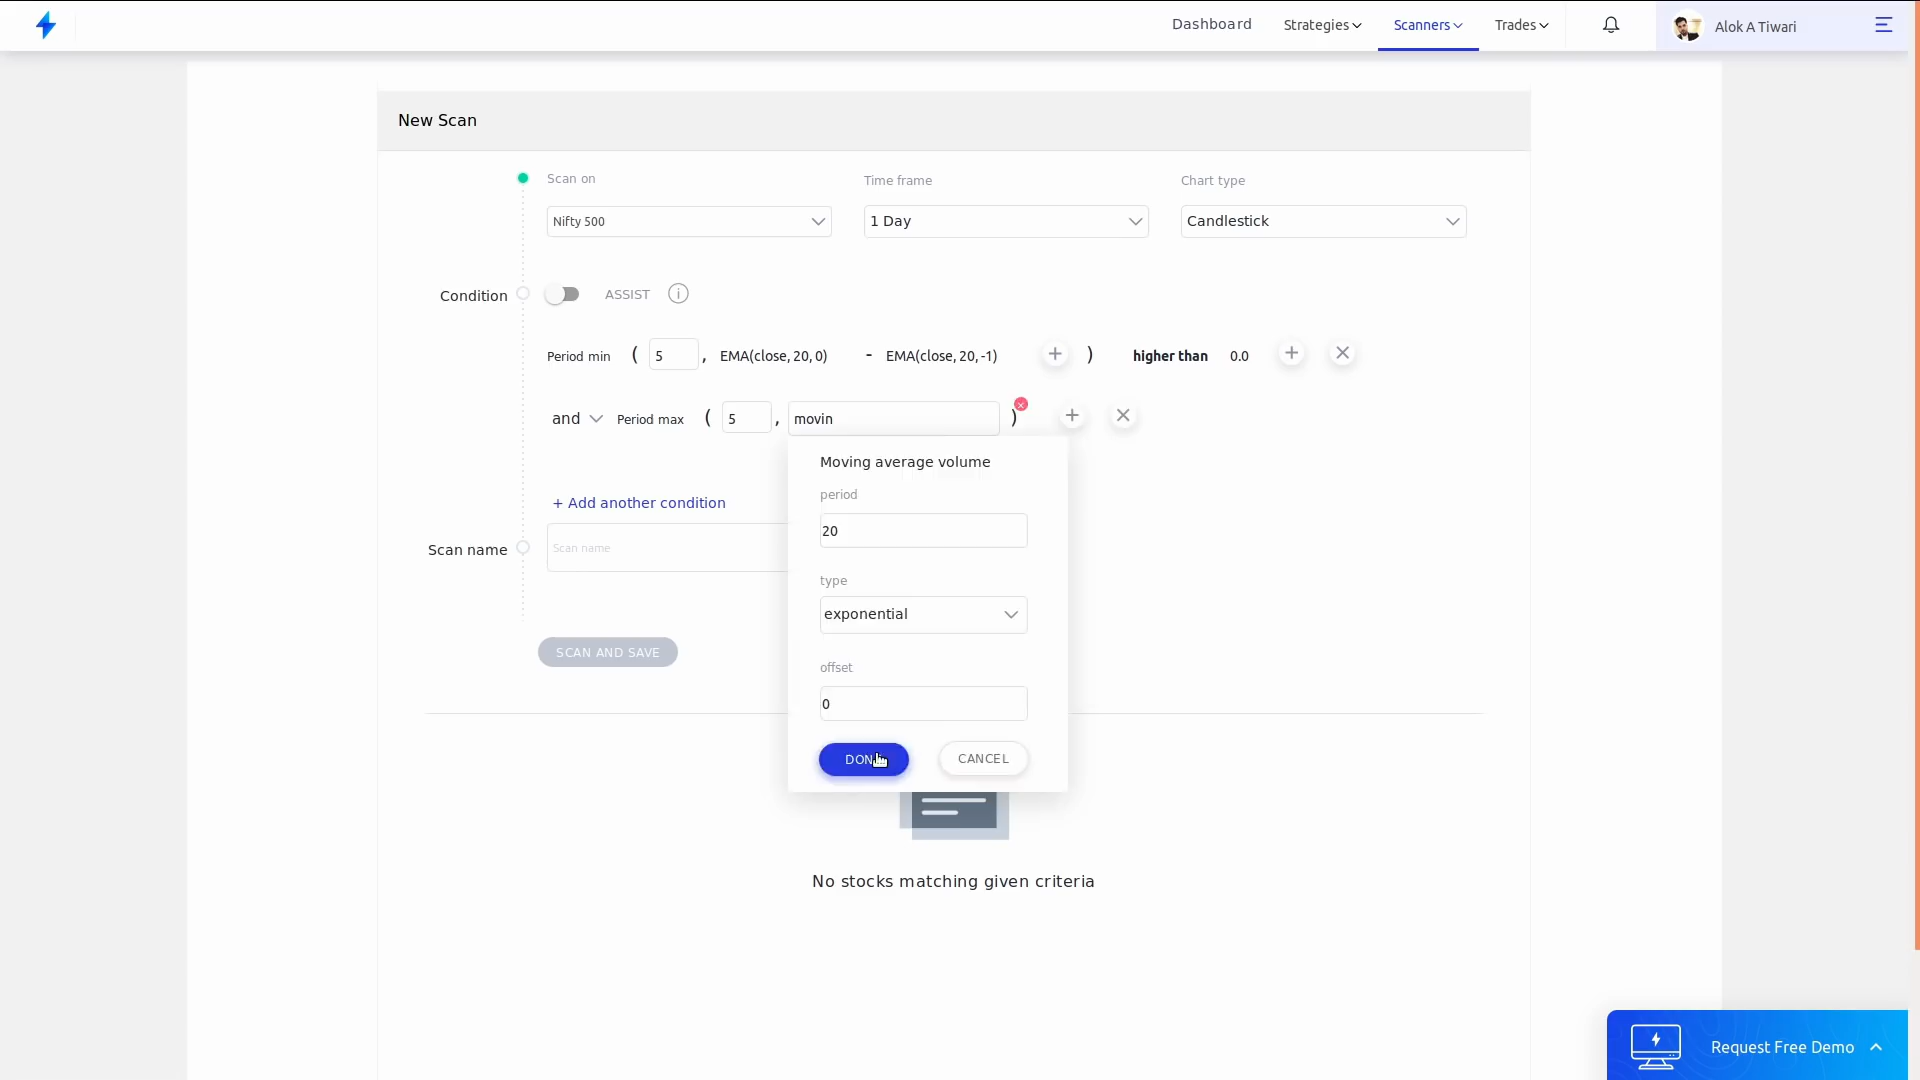 Dashboard Strategies Scanners Trades Alok A Tiwari
New Scan
Scan on Time frame Chart type
Nifty 500 1 Day Candlestick
Condition ASSIST i
Period min ( 5 , EMA(close, 20, 0) - EMA(close, 20, -1) + ) higher than 0.0 +
and Period max ( 5 , movin ) +
Moving average volume
period
20
+ Add another condition
Scan name Scan name
type
exponential
SCAN AND SAVE
offset
0
DON CANCEL
No stocks matching given criteria
Request Free Demo